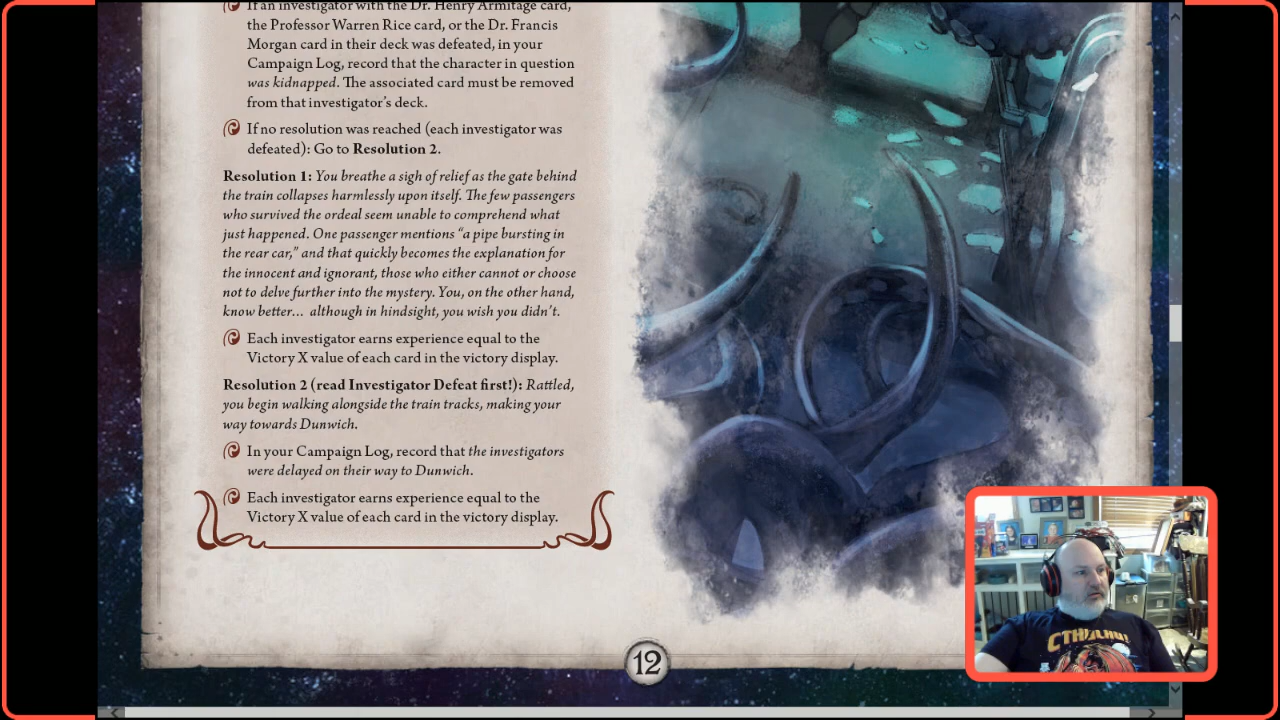 If an investigator with the Dr. Henry Armitage card,
the Professor Warren Rice card, or the Dr. Francis
Morgan card in their deck was defeated, in your
Campaign Log, record that the character in question
was kidnapped. The associated card must be removed
from that investigator's deck.
If no resolution was reached (each investigator was
defeated): Go to Resolution 2.
Resolution 1: You breathe a sigh of relief as the gate behind
the train collapses harmlessly upon itself. The few passengers
who survived the ordeal seem unable to comprehend what
just happened. One passenger mentions “a pipe bursting in
the rear car,” and that quickly becomes the explanation for
the innocent and ignorant, those who either cannot or choose
not to delve further into the mystery. You, on the other hand,
know better… although in hindsight, you wish you didn't.
Each investigator earns experience equal to the
Victory X value of each card in the victory display.
Resolution 2 (read Investigator Defeat first!): Rattled,
you begin walking alongside the train tracks, making your
way towards Dunwich.
In your Campaign Log, record that the investigators
were delayed on their way to Dunwich.
Each investigator earns experience equal to the
Victory X value of each card in the victory display.
12
CTHULHU